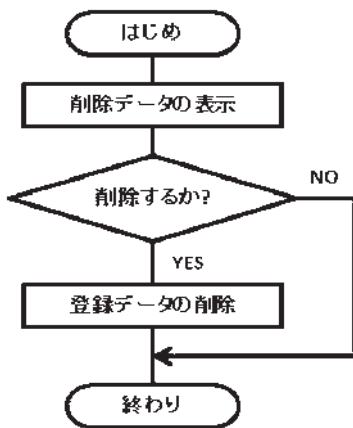 はじめ
削除データの表示
削除するか?
NO
YES
登録データの削除
終わり